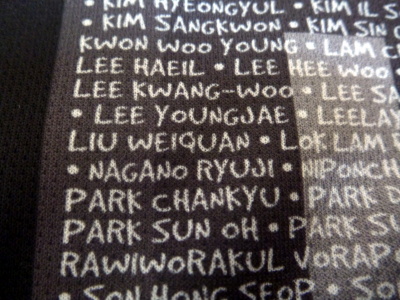 • KIM HYEONGYUL • KIM IL S
• KIM SANGKWON • KIM SIN
KWON WOO YOUNG • LAM C
LEE HAEIL • LEE HEE WOO •
LEE KWANG-WOO • LEE SA
• LEE YOUNGJAE • LEELAY
LIU WEIQUAN • LOK LAM
• NAGANO RYUJI • NIPONCH
PARK CHANKYU • PARK D
PARK SUN OH • PARK SU
RAWIWORAKUL VORAP
• SON HONG SEOP • SON